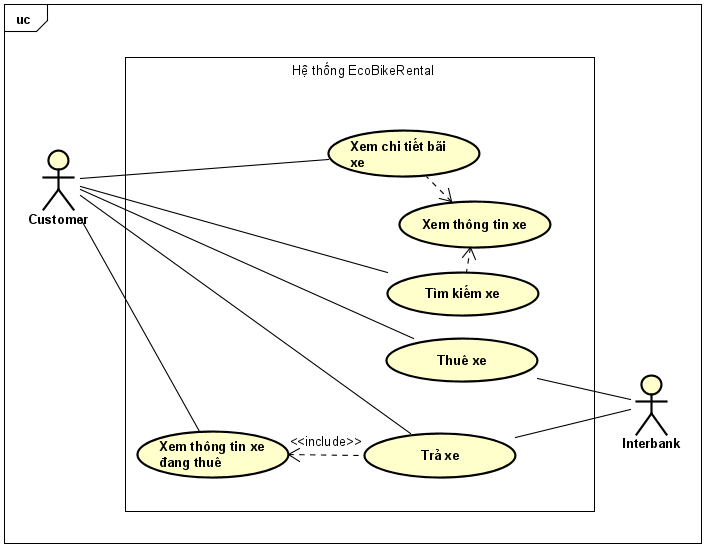 uc
Hệ thống EcoBikeRental
Xem chi tiết bãi
xe
Customer
Xem thông tin xe
Tìm kiếm xe
Thuê xe
Interbank
<<include>>
Xem thông tin xe
đang thuê
Trả xe